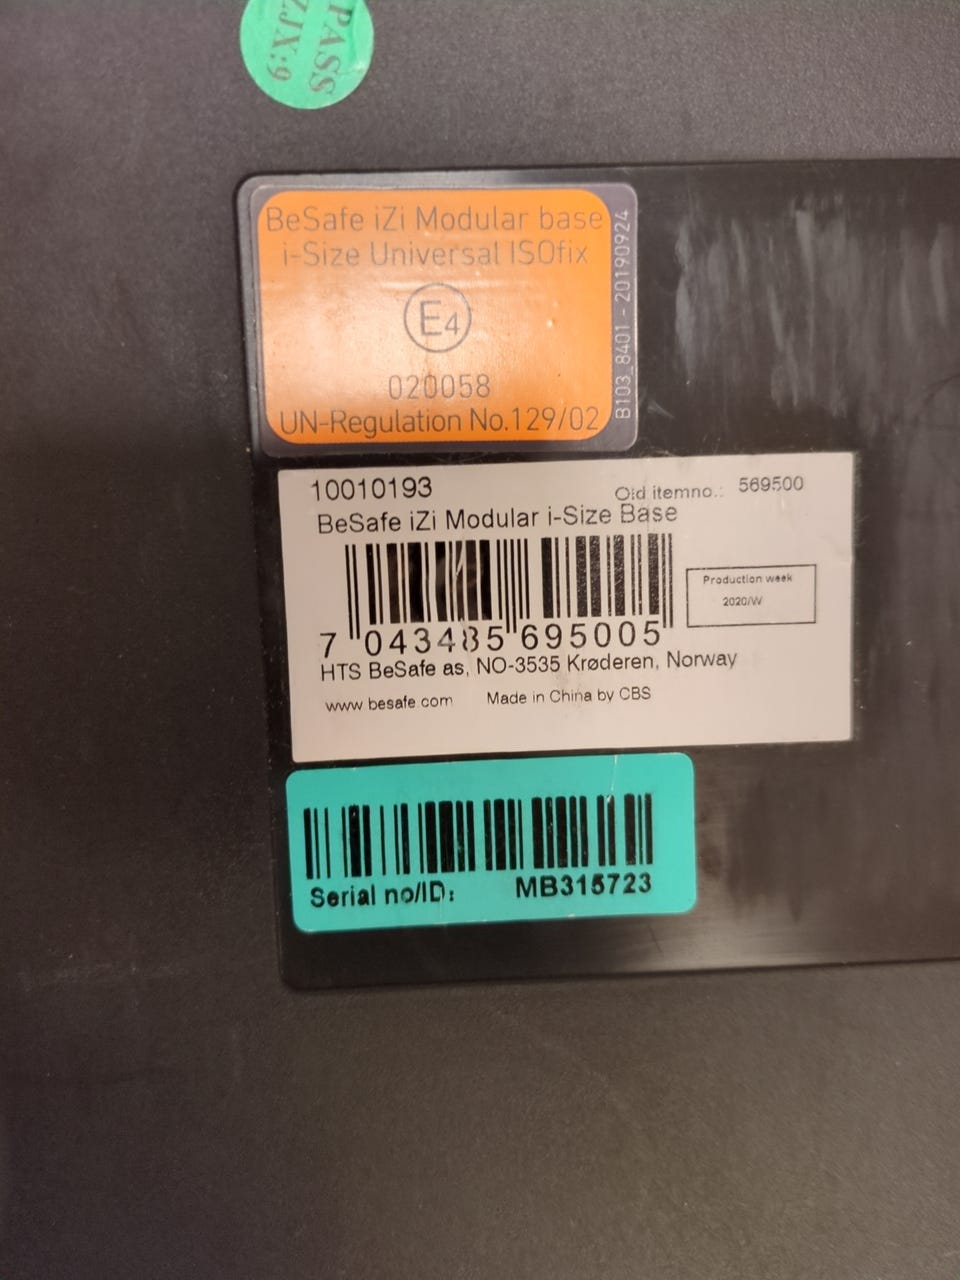 PASS
ZJX:9
BeSafe iZi Modular base
i-Size Universal ISOfix
E4
020058
UN-Regulation No.129/02
B103_8401 - 20190924
10010193
Old itemno.: 569500
BeSafe iZi Modular i-Size Base
Production week
2020/W
7 043485 695005
HTS BeSafe as, NO-3535 Krøderen, Norway
www.besafe.com Made in China by CBS
Serial no/ID: MB315723